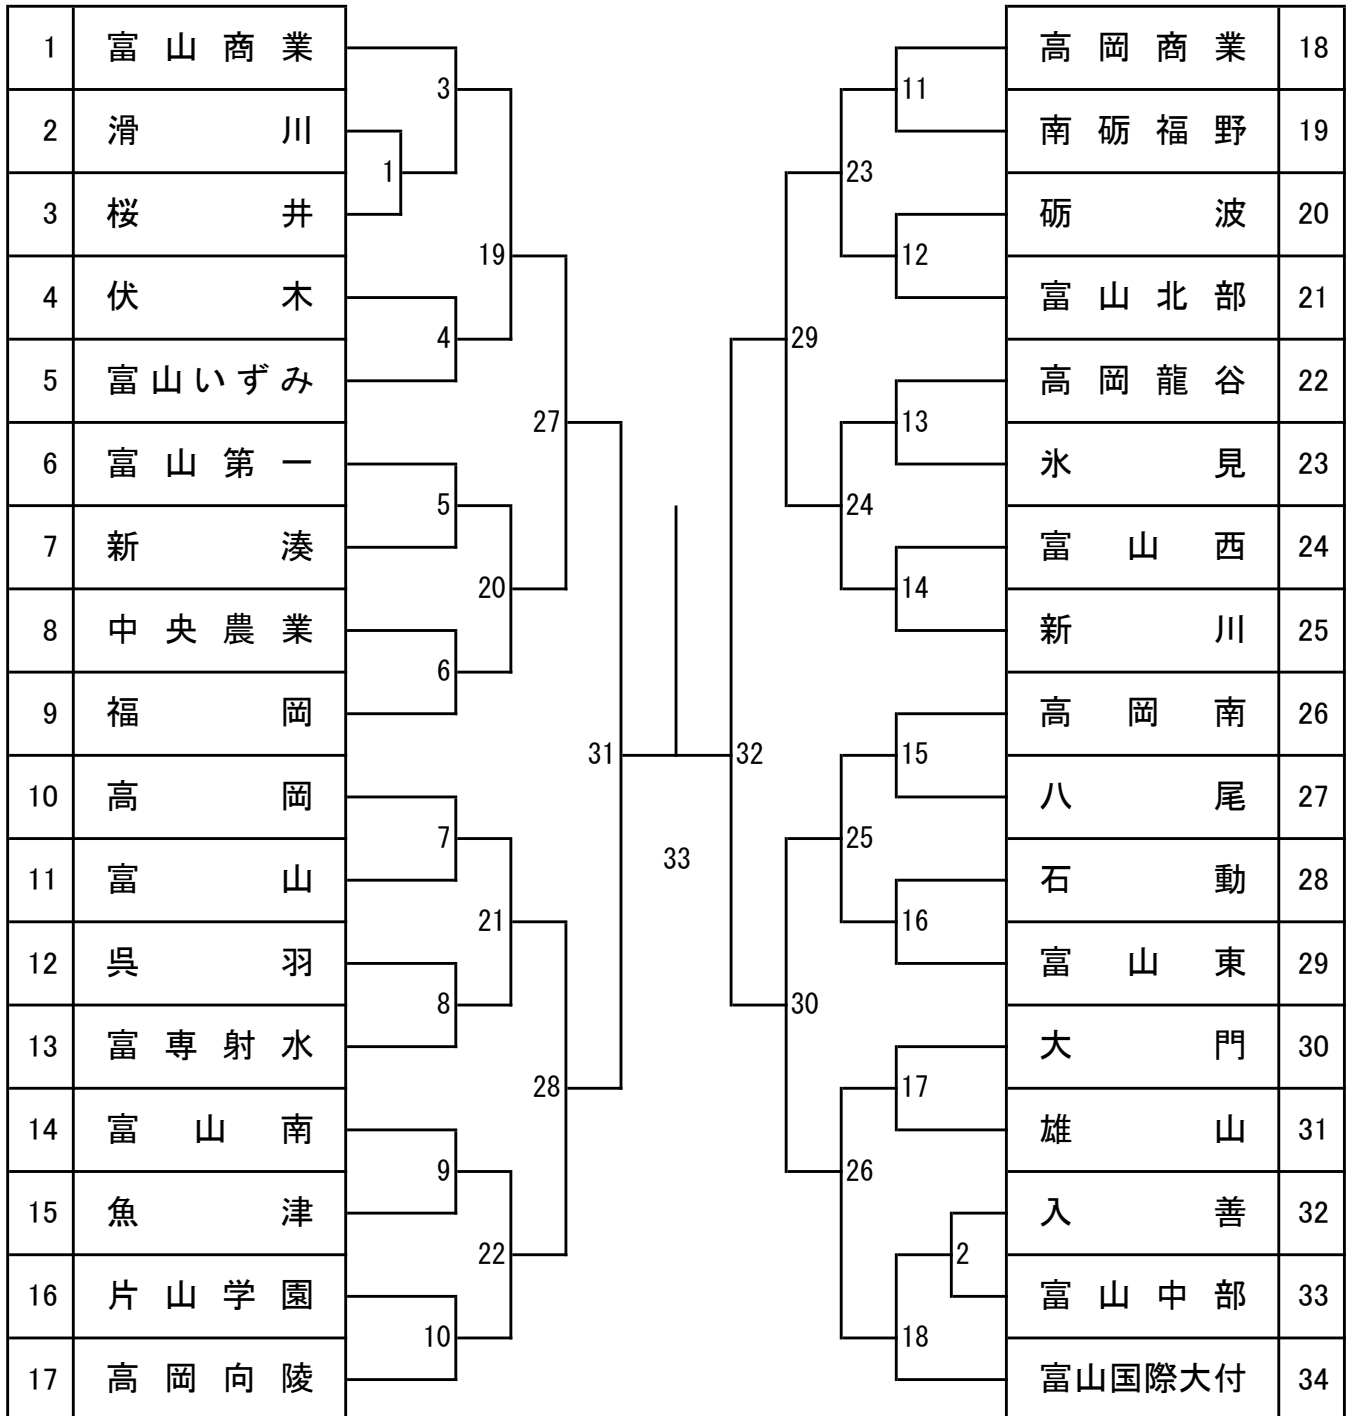 1 富山商業
2 滑川
3 桜井
4 伏木
5 富山いずみ
6 富山第一
7 新湊
8 中央農業
9 福岡
10 高岡
11 富山
12 呉羽
13 富専射水
14 富山南
15 魚津
16 片山学園
17 高岡向陵
3
1
19
4
27
5
20
6
31
7
21
8
28
9
22
10
33
11
23
12
29
13
24
14
32
15
25
16
30
17
26
2
18
高岡商業 18
南砺福野 19
砺波 20
富山北部 21
高岡龍谷 22
氷見 23
富山西 24
新川 25
高岡南 26
八尾 27
石動 28
富山東 29
大門 30
雄山 31
入善 32
富山中部 33
富山国際大付 34